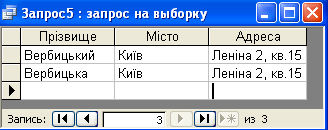 Запрос5 : запрос на выборку
Прізвище Місто Адреса
Вербицький Київ Леніна 2, кв.15
Вербицька Київ Леніна 2, кв.15
Запись: 3 из 3